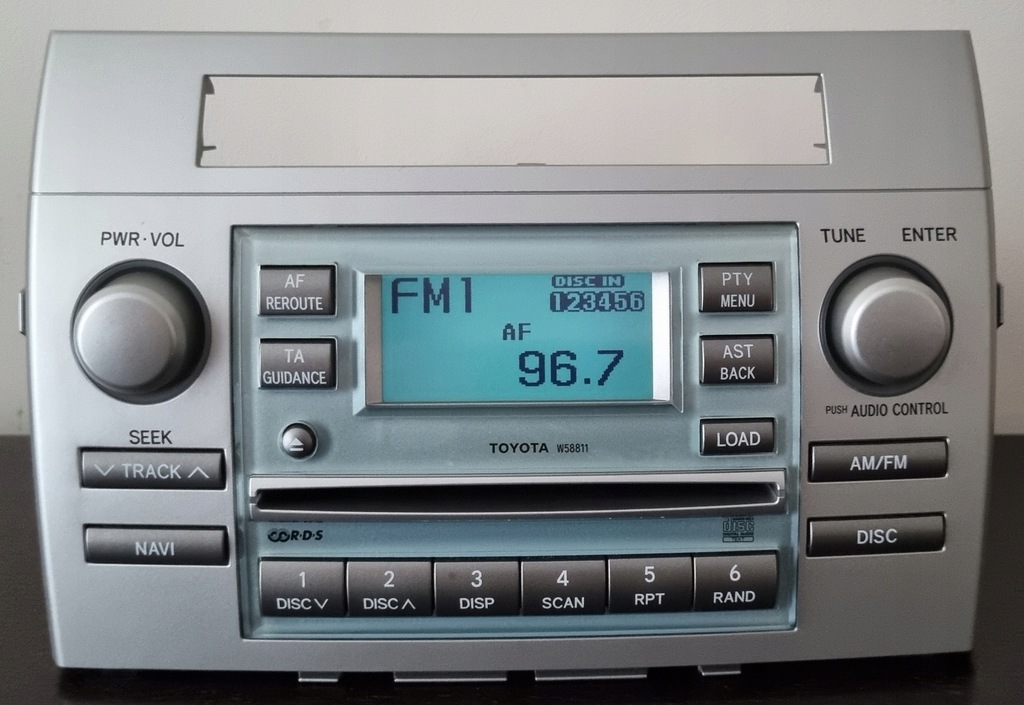 PWR·VOL
TUNE ENTER
AF
REROUTE
FM1
DISC IN
123456
PTY
MENU
AF
96.7
TA
GUIDANCE
AST
BACK
PUSH AUDIO CONTROL
SEEK
∨ TRACK ∧
TOYOTA W58811
LOAD
AM/FM
NAVI
R·D·S
disc
TEXT
DISC
1
DISC ∨
2
DISC ∧
3
DISP
4
SCAN
5
RPT
6
RAND